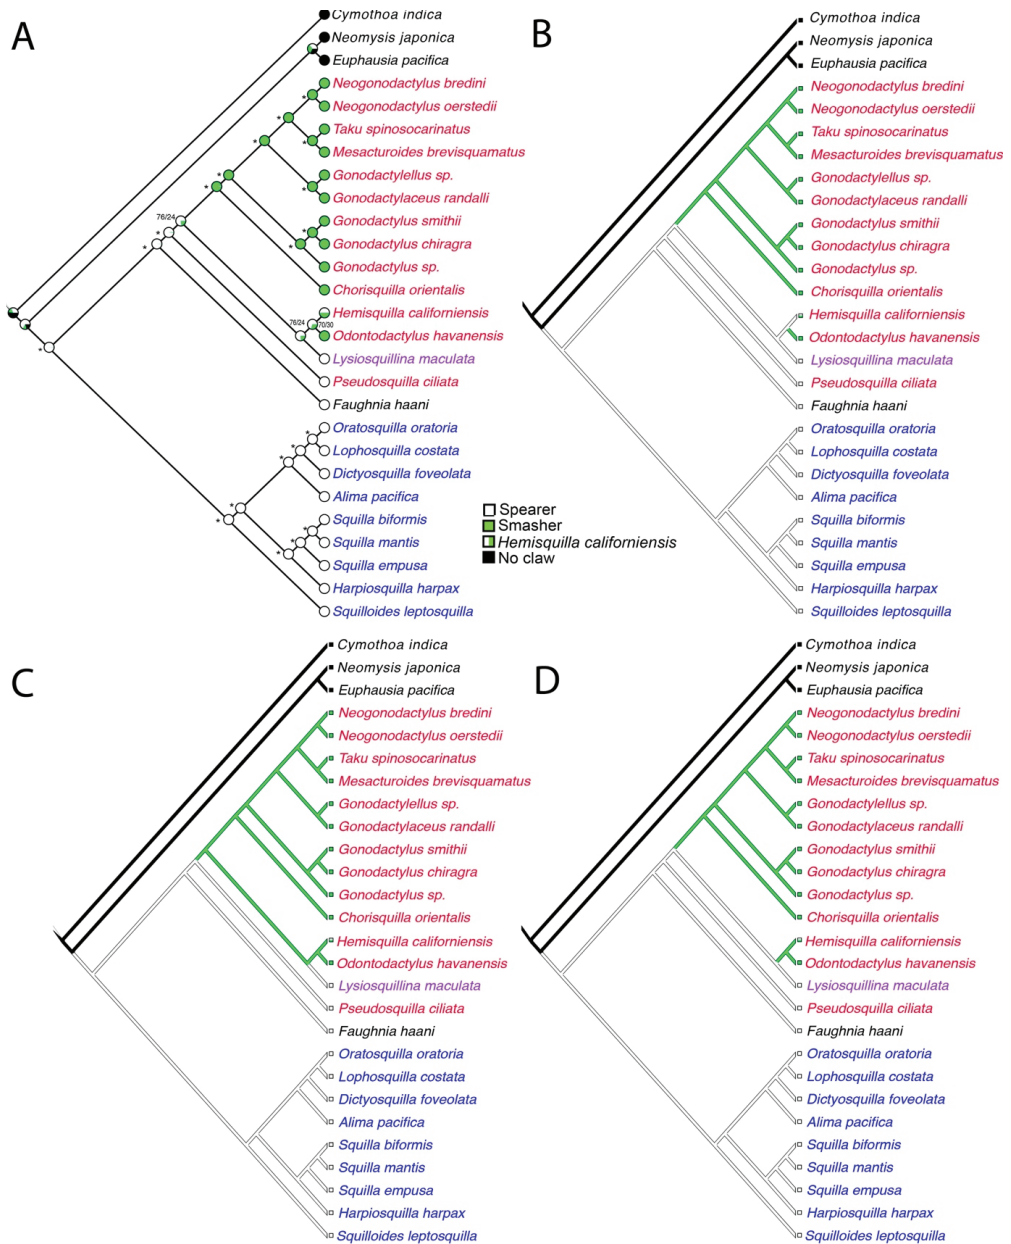 A
Cymothoa indica
Neomysis japonica
Euphausia pacifica
Neogonodactylus bredini
*
Neogonodactylus oerstedii
*
Taku spinosocarinatus
*
*
Mesacturoides brevisquamatus
Gonodactylellus sp.
*
*
Gonodactylaceus randalli
76/24
Gonodactylus smithii
*
*
Gonodactylus chiragra
*
*
Gonodactylus sp.
Chorisquilla orientalis
Hemisquilla californiensis
76/24
70/30
Odontodactylus havanensis
*
Lysiosquillina maculata
Pseudosquilla ciliata
Faughnia haani
Oratosquilla oratoria
*
Lophosquilla costata
*
*
Dictyosquilla foveolata
Alima pacifica
*
*
Squilla biformis
*
Squilla mantis
*
*
Squilla empusa
Harpiosquilla harpax
Squilloides leptosquilla
Spearer
Smasher
Hemisquilla californiensis
No claw
B
Cymothoa indica
Neomysis japonica
Euphausia pacifica
Neogonodactylus bredini
Neogonodactylus oerstedii
Taku spinosocarinatus
Mesacturoides brevisquamatus
Gonodactylellus sp.
Gonodactylaceus randalli
Gonodactylus smithii
Gonodactylus chiragra
Gonodactylus sp.
Chorisquilla orientalis
Hemisquilla californiensis
Odontodactylus havanensis
Lysiosquillina maculata
Pseudosquilla ciliata
Faughnia haani
Oratosquilla oratoria
Lophosquilla costata
Dictyosquilla foveolata
Alima pacifica
Squilla biformis
Squilla mantis
Squilla empusa
Harpiosquilla harpax
Squilloides leptosquilla
C
Cymothoa indica
Neomysis japonica
Euphausia pacifica
Neogonodactylus bredini
Neogonodactylus oerstedii
Taku spinosocarinatus
Mesacturoides brevisquamatus
Gonodactylellus sp.
Gonodactylaceus randalli
Gonodactylus smithii
Gonodactylus chiragra
Gonodactylus sp.
Chorisquilla orientalis
Hemisquilla californiensis
Odontodactylus havanensis
Lysiosquillina maculata
Pseudosquilla ciliata
Faughnia haani
Oratosquilla oratoria
Lophosquilla costata
Dictyosquilla foveolata
Alima pacifica
Squilla biformis
Squilla mantis
Squilla empusa
Harpiosquilla harpax
Squilloides leptosquilla
D
Cymothoa indica
Neomysis japonica
Euphausia pacifica
Neogonodactylus bredini
Neogonodactylus oerstedii
Taku spinosocarinatus
Mesacturoides brevisquamatus
Gonodactylellus sp.
Gonodactylaceus randalli
Gonodactylus smithii
Gonodactylus chiragra
Gonodactylus sp.
Chorisquilla orientalis
Hemisquilla californiensis
Odontodactylus havanensis
Lysiosquillina maculata
Pseudosquilla ciliata
Faughnia haani
Oratosquilla oratoria
Lophosquilla costata
Dictyosquilla foveolata
Alima pacifica
Squilla biformis
Squilla mantis
Squilla empusa
Harpiosquilla harpax
Squilloides leptosquilla